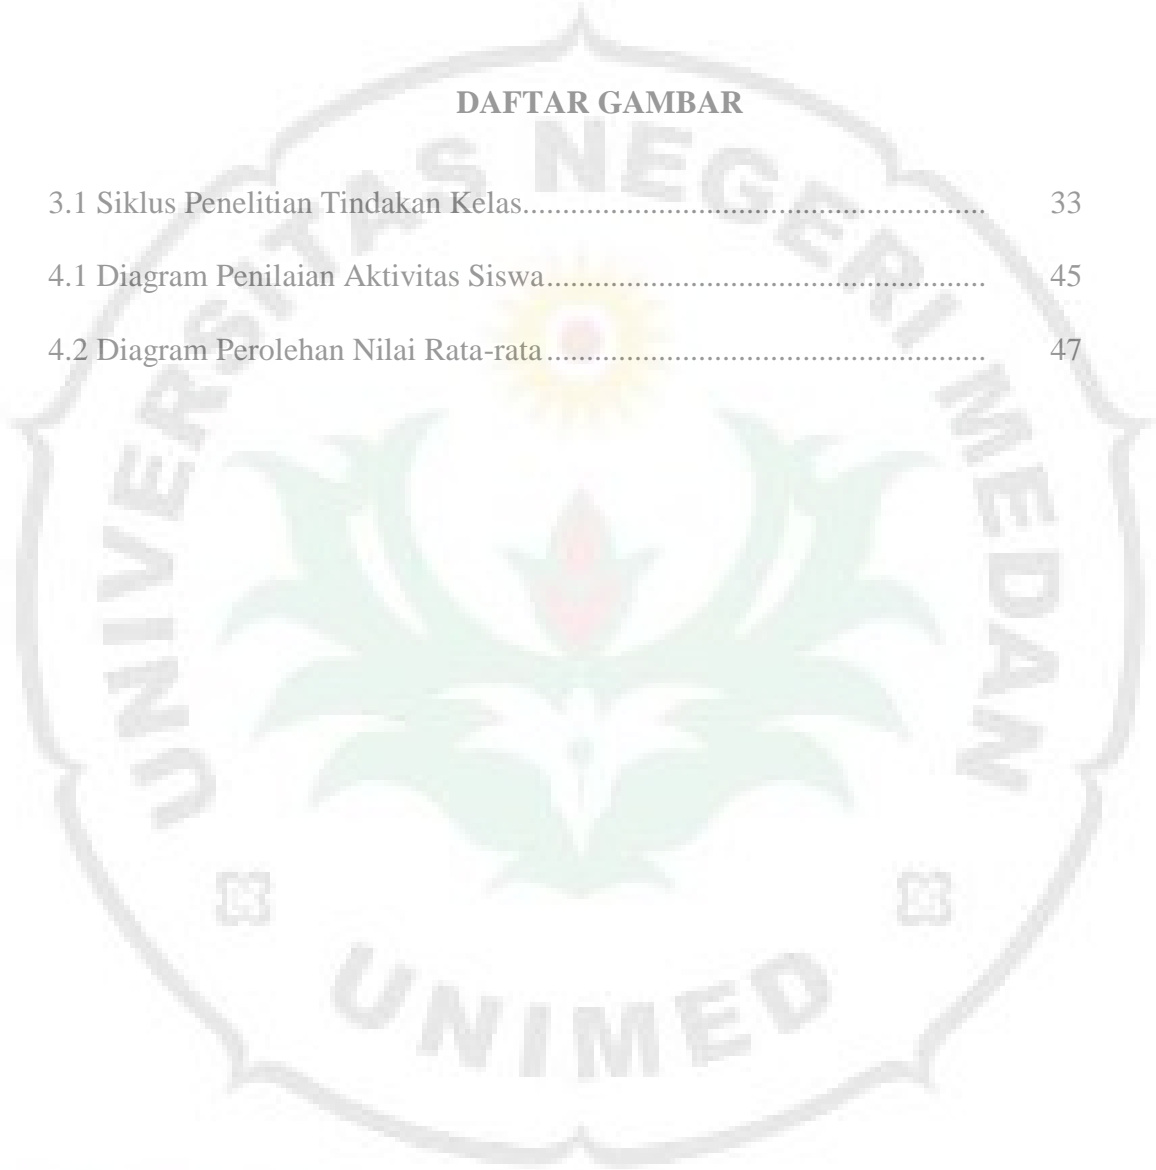 DAFTAR GAMBAR
3.1 Siklus Penelitian Tindakan Kelas.......................................................... 33
4.1 Diagram Penilaian Aktivitas Siswa....................................................... 45
4.2 Diagram Perolehan Nilai Rata-rata....................................................... 47
UNIVERSITAS NEGERI MEDAN
UNIMED